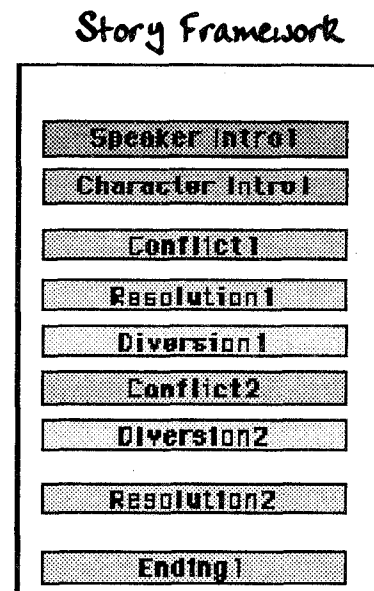 Story Framework
Speaker Intro1
Character Intro1
Conflict1
Resolution1
Diversion1
Conflict2
Diversion2
Resolution2
Ending1